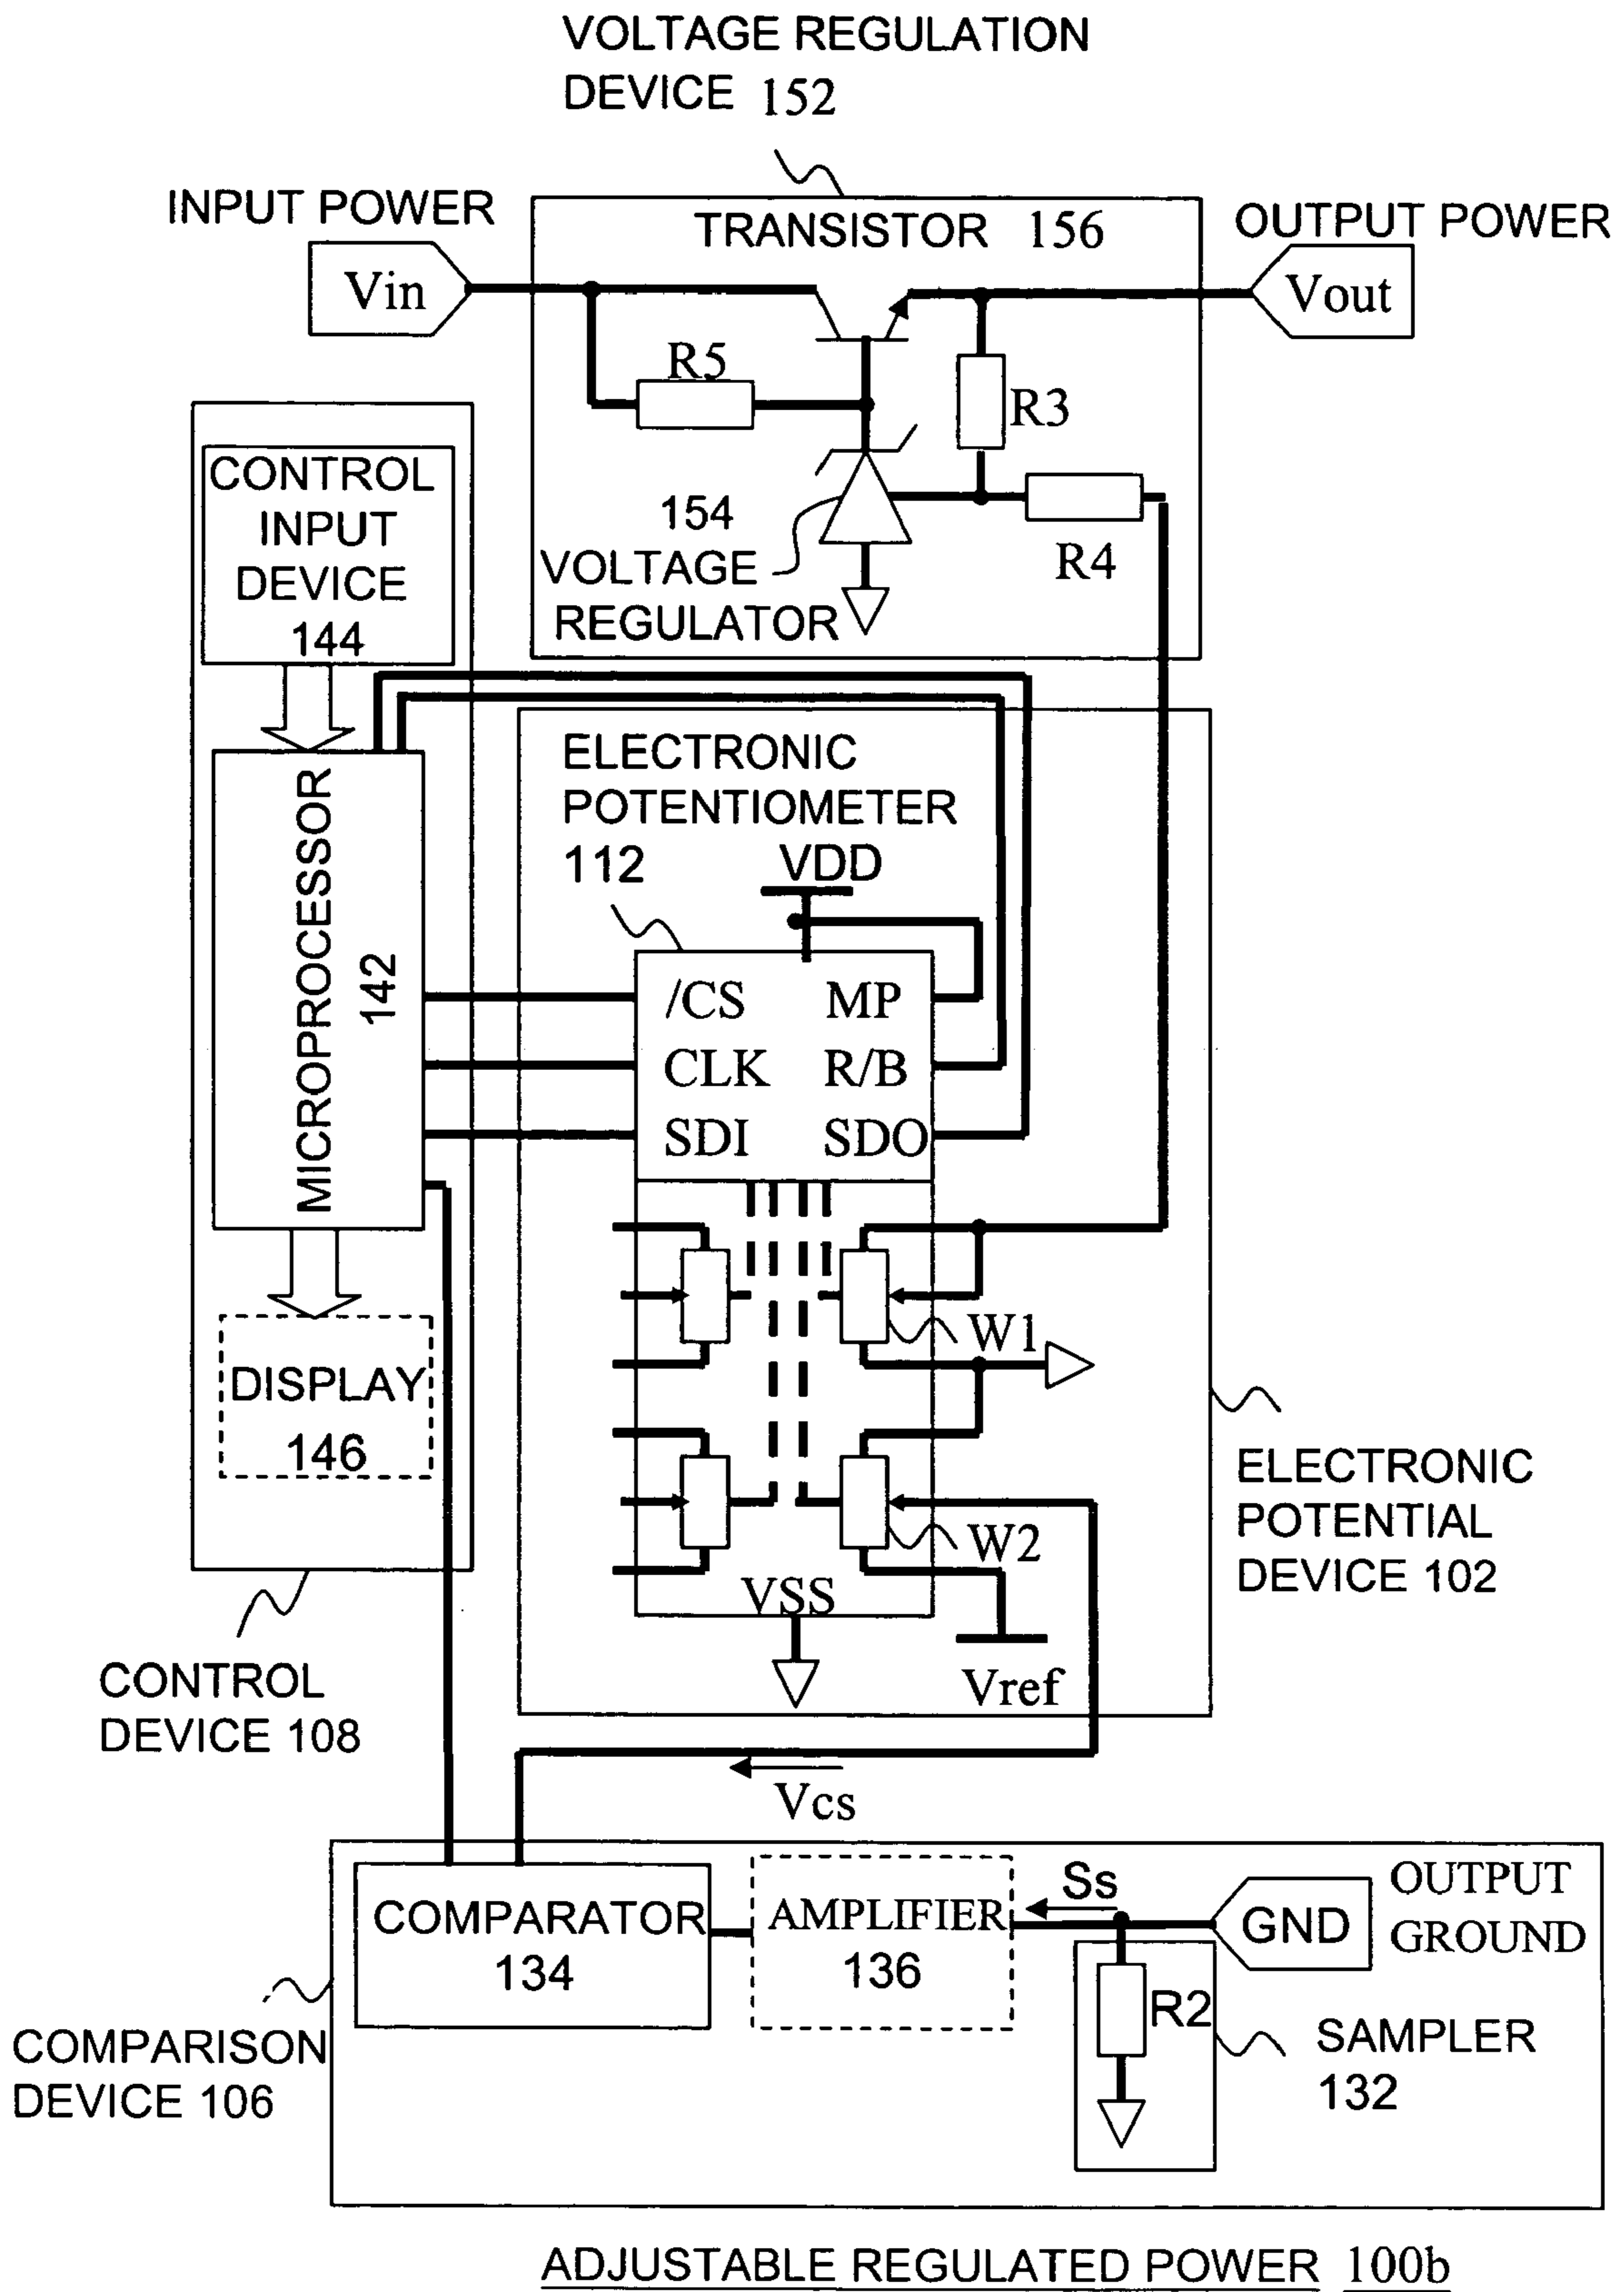 VOLTAGE REGULATION
DEVICE 152
INPUT POWER
TRANSISTOR 156
OUTPUT POWER
Vin
Vout
R5
R3
CONTROL
INPUT
DEVICE
144
154
VOLTAGE
REGULATOR
R4
ELECTRONIC
POTENTIOMETER
112
VDD
MICROPROCESSOR
142
/CS
MP
CLK
R/B
SDI
SDO
W1
DISPLAY
146
W2
ELECTRONIC
POTENTIAL
DEVICE 102
VSS
Vref
CONTROL
DEVICE 108
Vcs
COMPARATOR
134
AMPLIFIER
136
Ss
GND
OUTPUT
GROUND
R2
SAMPLER
132
COMPARISON
DEVICE 106
ADJUSTABLE REGULATED POWER 100b